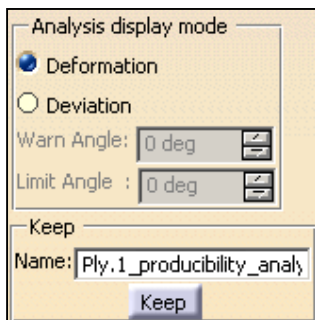 Analysis display mode
Deformation
Deviation
Warn Angle: 0 deg
Limit Angle : 0 deg
Keep
Name: Ply.1_producibility_analy
Keep